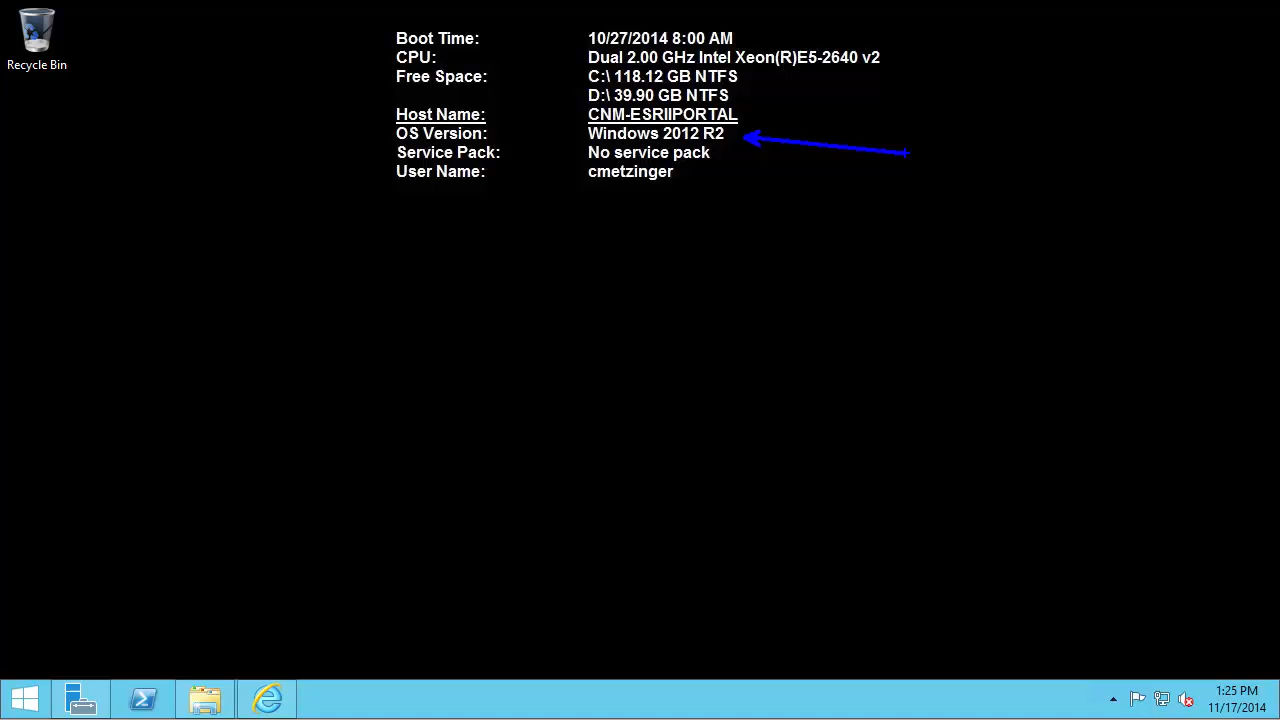 Recycle Bin
Boot Time: 10/27/2014 8:00 AM
CPU: Dual 2.00 GHz Intel Xeon(R)E5-2640 v2
Free Space: C:\ 118.12 GB NTFS
D:\ 39.90 GB NTFS
Host Name: CNM-ESRIIPORTAL
OS Version: Windows 2012 R2
Service Pack: No service pack
User Name: cmetzinger
1:25 PM
11/17/2014